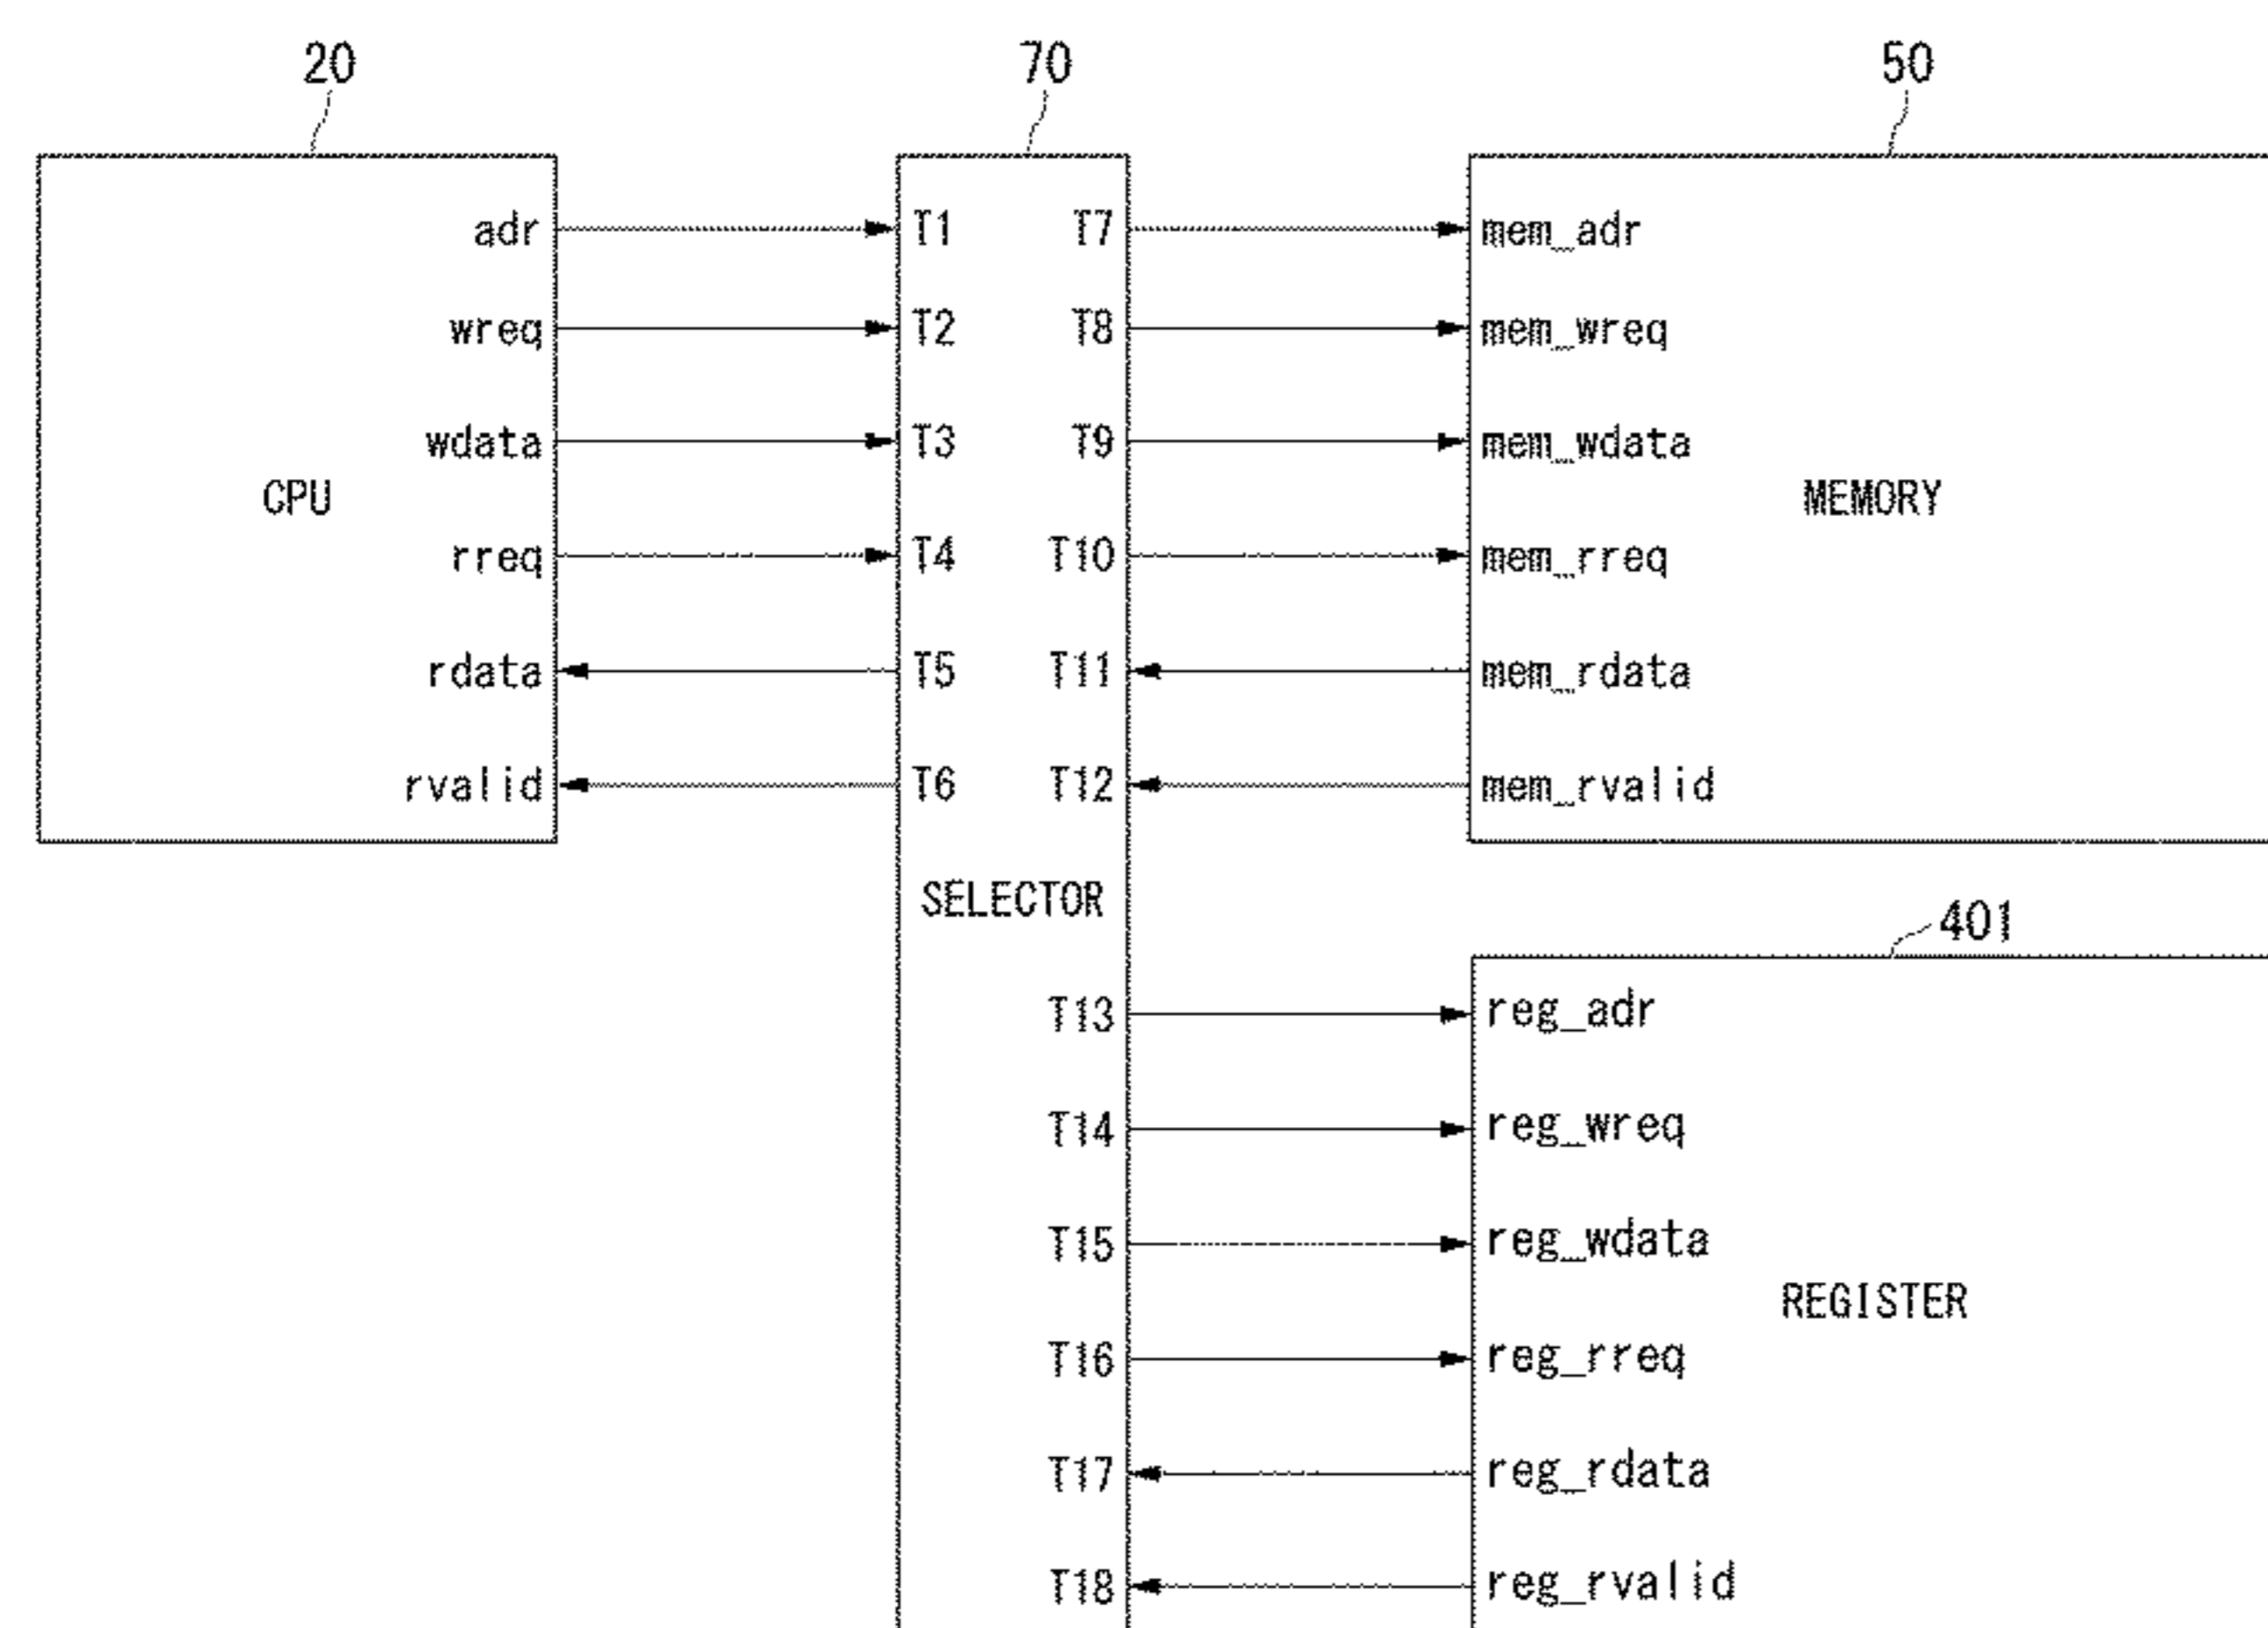 20 70 50
adr T1 T7 mem_adr
wreq T2 T8 mem_wreq
wdata T3 T9 mem_wdata
CPU MEMORY
rreq T4 T10 mem_rreq
rdata T5 T11 mem_rdata
rvalid T6 T12 mem_rvalid
SELECTOR
401
T13 reg_adr
T14 reg_wreq
T15 reg_wdata
REGISTER
T16 reg_rreq
T17 reg_rdata
T18 reg_rvalid